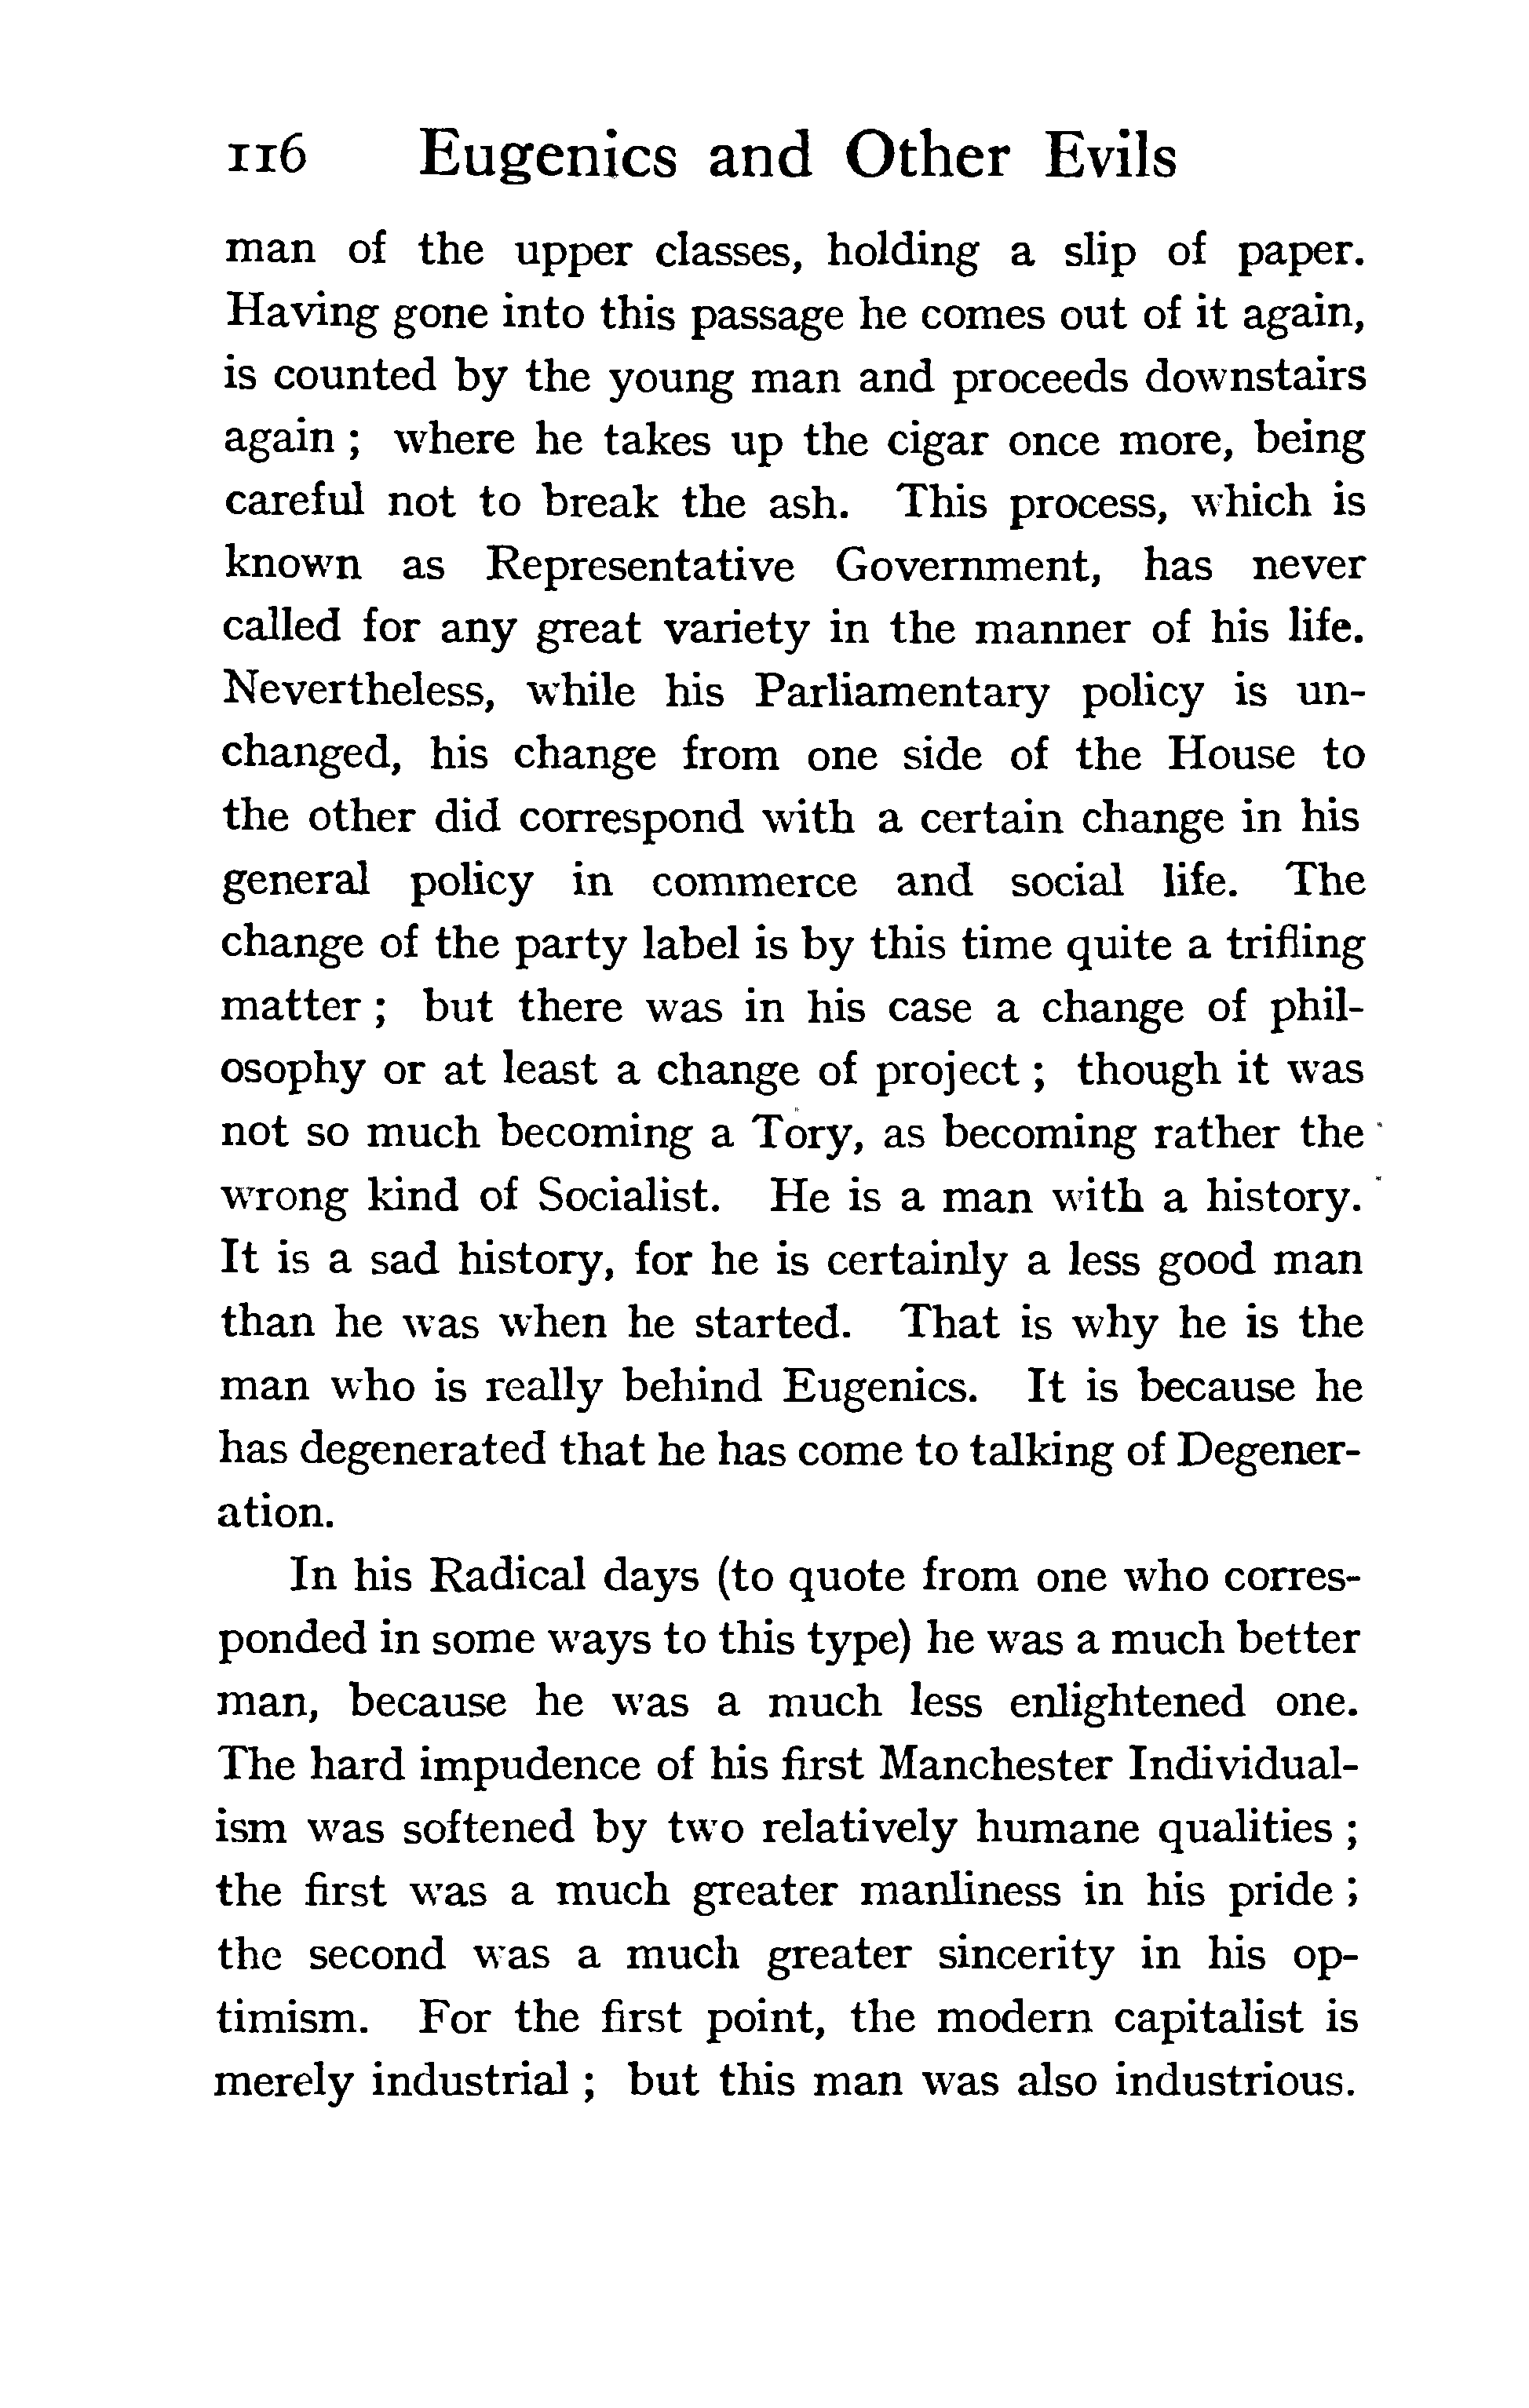 116 Eugenics and Other Evils
man of the upper classes, holding a slip of paper.
Having gone into this passage he comes out of it again,
is counted by the young man and proceeds downstairs
again ; where he takes up the cigar once more, being
careful not to break the ash. This process, which is
known as Representative Government, has never
called for any great variety in the manner of his life.
Nevertheless, while his Parliamentary policy is un-
changed, his change from one side of the House to
the other did correspond with a certain change in his
general policy in commerce and social life. The
change of the party label is by this time quite a trifling
matter ; but there was in his case a change of phil-
osophy or at least a change of project ; though it was
not so much becoming a Tory, as becoming rather the
wrong kind of Socialist. He is a man with a history.
It is a sad history, for he is certainly a less good man
than he was when he started. That is why he is the
man who is really behind Eugenics. It is because he
has degenerated that he has come to talking of Degener-
ation.
In his Radical days (to quote from one who corres-
ponded in some ways to this type) he was a much better
man, because he was a much less enlightened one.
The hard impudence of his first Manchester Individual-
ism was softened by two relatively humane qualities ;
the first was a much greater manliness in his pride ;
the second was a much greater sincerity in his op-
timism. For the first point, the modern capitalist is
merely industrial ; but this man was also industrious.